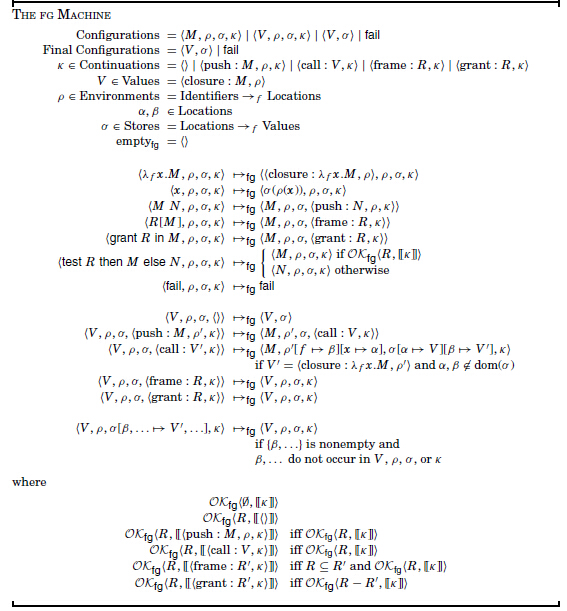 THE FG MACHINE
Configurations = ⟨M, ρ, σ, κ⟩ | ⟨V, ρ, σ, κ⟩ | ⟨V, σ⟩ | fail
Final Configurations = ⟨V, σ⟩ | fail
κ ∈ Continuations = ⟨⟩ | ⟨push : M, ρ, κ⟩ | ⟨call : V, κ⟩ | ⟨frame : R, κ⟩ | ⟨grant : R, κ⟩
V ∈ Values = ⟨closure : M, ρ⟩
ρ ∈ Environments = Identifiers →f Locations
α, β ∈ Locations
σ ∈ Stores = Locations →f Values
emptyfg = ⟨⟩
⟨λf x.M, ρ, σ, κ⟩ ↦fg ⟨⟨closure : λf x.M, ρ⟩, ρ, σ, κ⟩
⟨x, ρ, σ, κ⟩ ↦fg ⟨σ(ρ(x)), ρ, σ, κ⟩
⟨M N, ρ, σ, κ⟩ ↦fg ⟨M, ρ, σ, ⟨push : N, ρ, κ⟩⟩
⟨R[M], ρ, σ, κ⟩ ↦fg ⟨M, ρ, σ, ⟨frame : R, κ⟩⟩
⟨grant R in M, ρ, σ, κ⟩ ↦fg ⟨M, ρ, σ, ⟨grant : R, κ⟩⟩
⟨test R then M else N, ρ, σ, κ⟩ ↦fg { ⟨M, ρ, σ, κ⟩ if OKfg⟨R, ⟦κ⟧⟩
⟨N, ρ, σ, κ⟩ otherwise
⟨fail, ρ, σ, κ⟩ ↦fg fail
⟨V, ρ, σ, ⟨⟩⟩ ↦fg ⟨V, σ⟩
⟨V, ρ, σ, ⟨push : M, ρ′, κ⟩⟩ ↦fg ⟨M, ρ′, σ, ⟨call : V, κ⟩⟩
⟨V, ρ, σ, ⟨call : V′, κ⟩⟩ ↦fg ⟨M, ρ′[f ↦ β][x ↦ α], σ[α ↦ V][β ↦ V′], κ⟩
if V′ = ⟨closure : λf x.M, ρ′⟩ and α, β ∉ dom(σ)
⟨V, ρ, σ, ⟨frame : R, κ⟩⟩ ↦fg ⟨V, ρ, σ, κ⟩
⟨V, ρ, σ, ⟨grant : R, κ⟩⟩ ↦fg ⟨V, ρ, σ, κ⟩
⟨V, ρ, σ[β, … ↦ V′, …], κ⟩ ↦fg ⟨V, ρ, σ, κ⟩
if {β, …} is nonempty and
β, … do not occur in V, ρ, σ, or κ
where
OKfg⟨∅, ⟦κ⟧⟩
OKfg⟨R, ⟦⟨⟩⟧⟩
OKfg⟨R, ⟦⟨push : M, ρ, κ⟩⟧⟩ iff OKfg⟨R, ⟦κ⟧⟩
OKfg⟨R, ⟦⟨call : V, κ⟩⟧⟩ iff OKfg⟨R, ⟦κ⟧⟩
OKfg⟨R, ⟦⟨frame : R′, κ⟩⟧⟩ iff R ⊆ R′ and OKfg⟨R, ⟦κ⟧⟩
OKfg⟨R, ⟦⟨grant : R′, κ⟩⟧⟩ iff OKfg⟨R − R′, ⟦κ⟧⟩